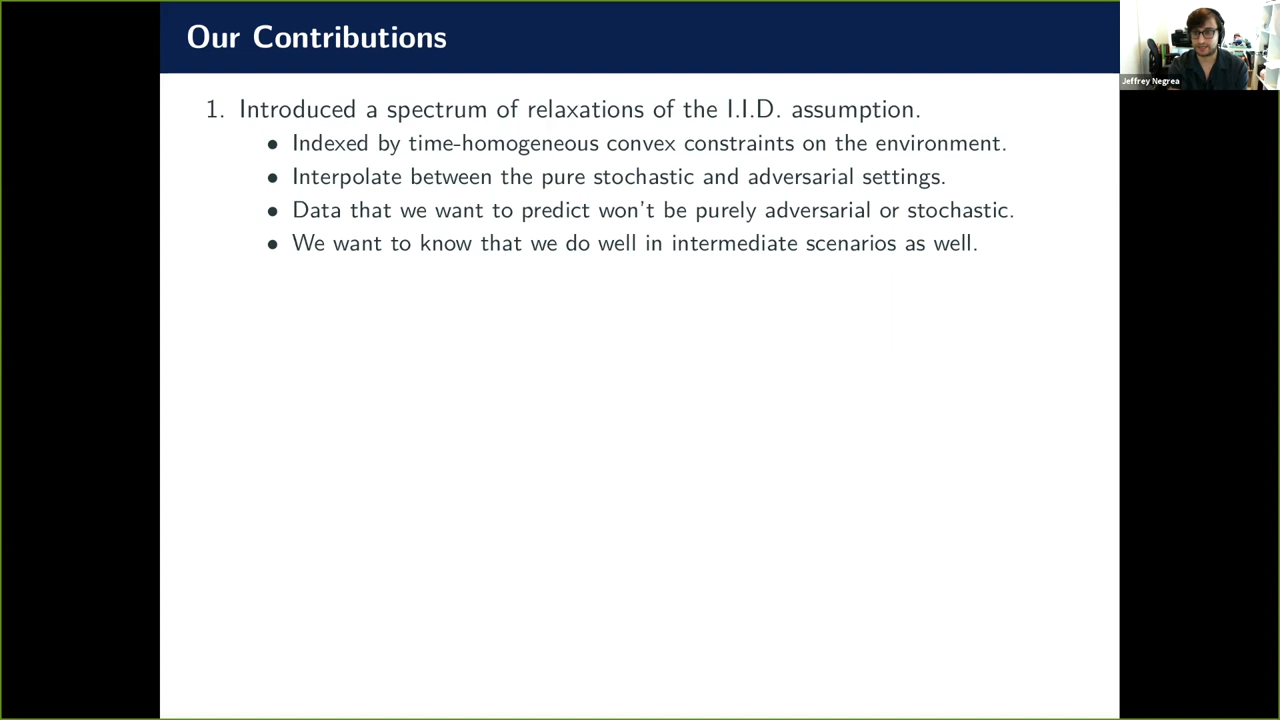 Our Contributions
Jeffrey Negrea
1. Introduced a spectrum of relaxations of the I.I.D. assumption.
• Indexed by time-homogeneous convex constraints on the environment.
• Interpolate between the pure stochastic and adversarial settings.
• Data that we want to predict won't be purely adversarial or stochastic.
• We want to know that we do well in intermediate scenarios as well.